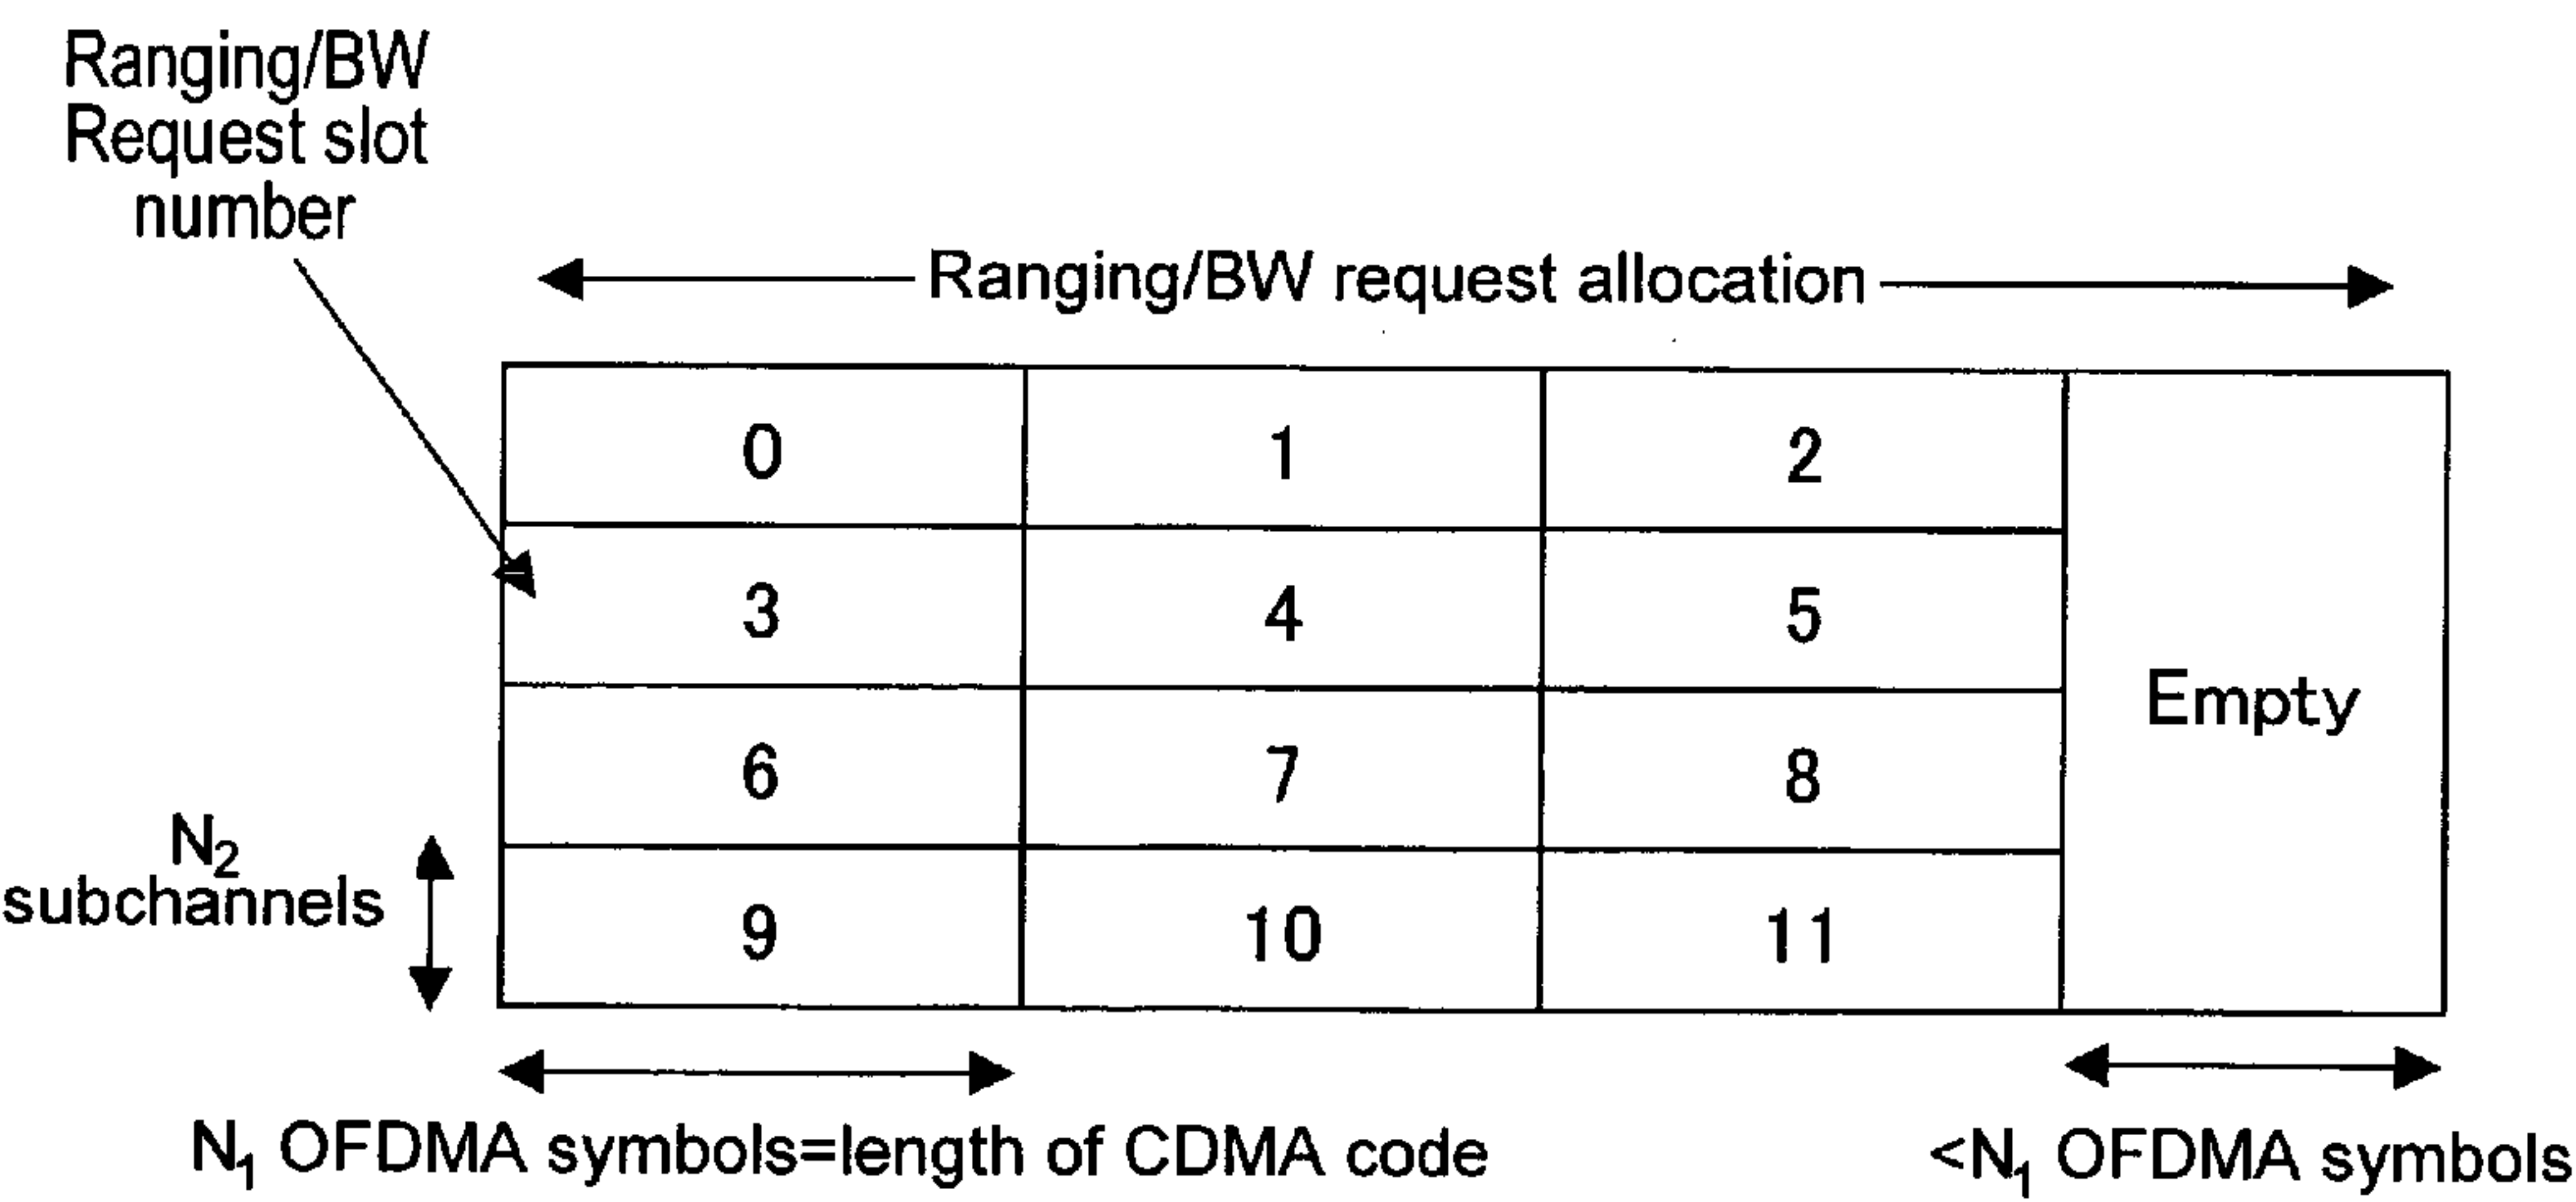 Ranging/BW
Request slot
number
Ranging/BW request allocation
0 1 2
3 4 5
Empty
6 7 8
9 10 11
N2
subchannels
N1 OFDMA symbols=length of CDMA code
<N1 OFDMA symbols